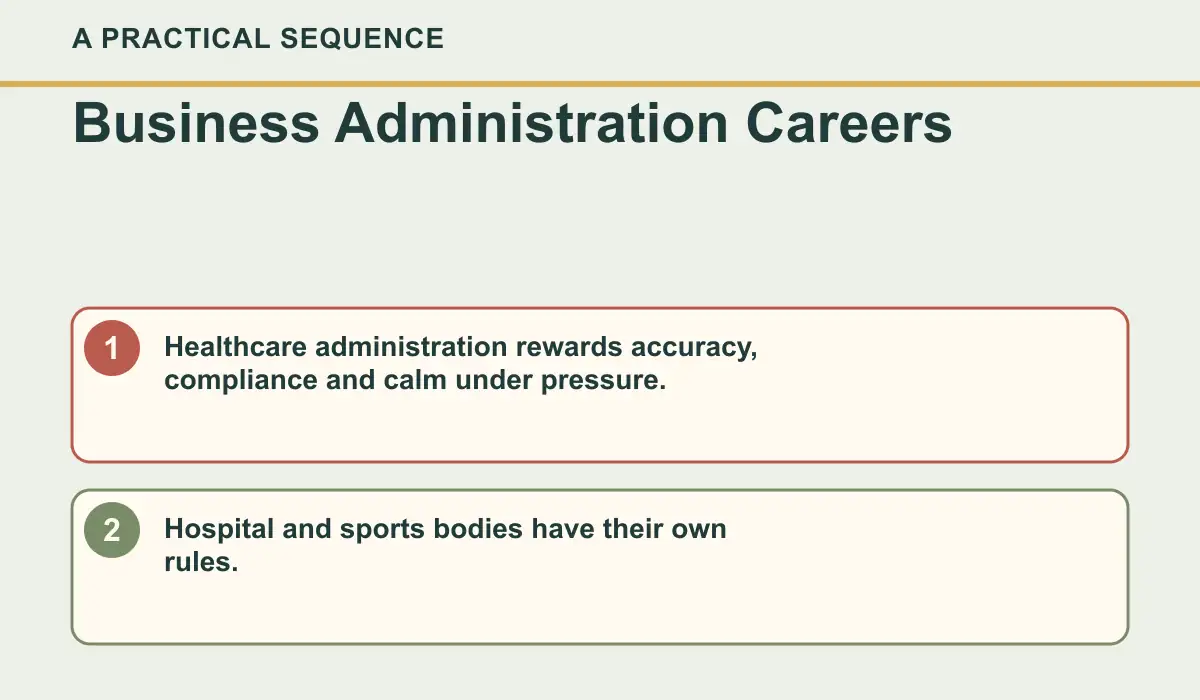 A PRACTICAL SEQUENCE
Business Administration Careers
1
Healthcare administration rewards accuracy,
compliance and calm under pressure.
2
Hospital and sports bodies have their own
rules.